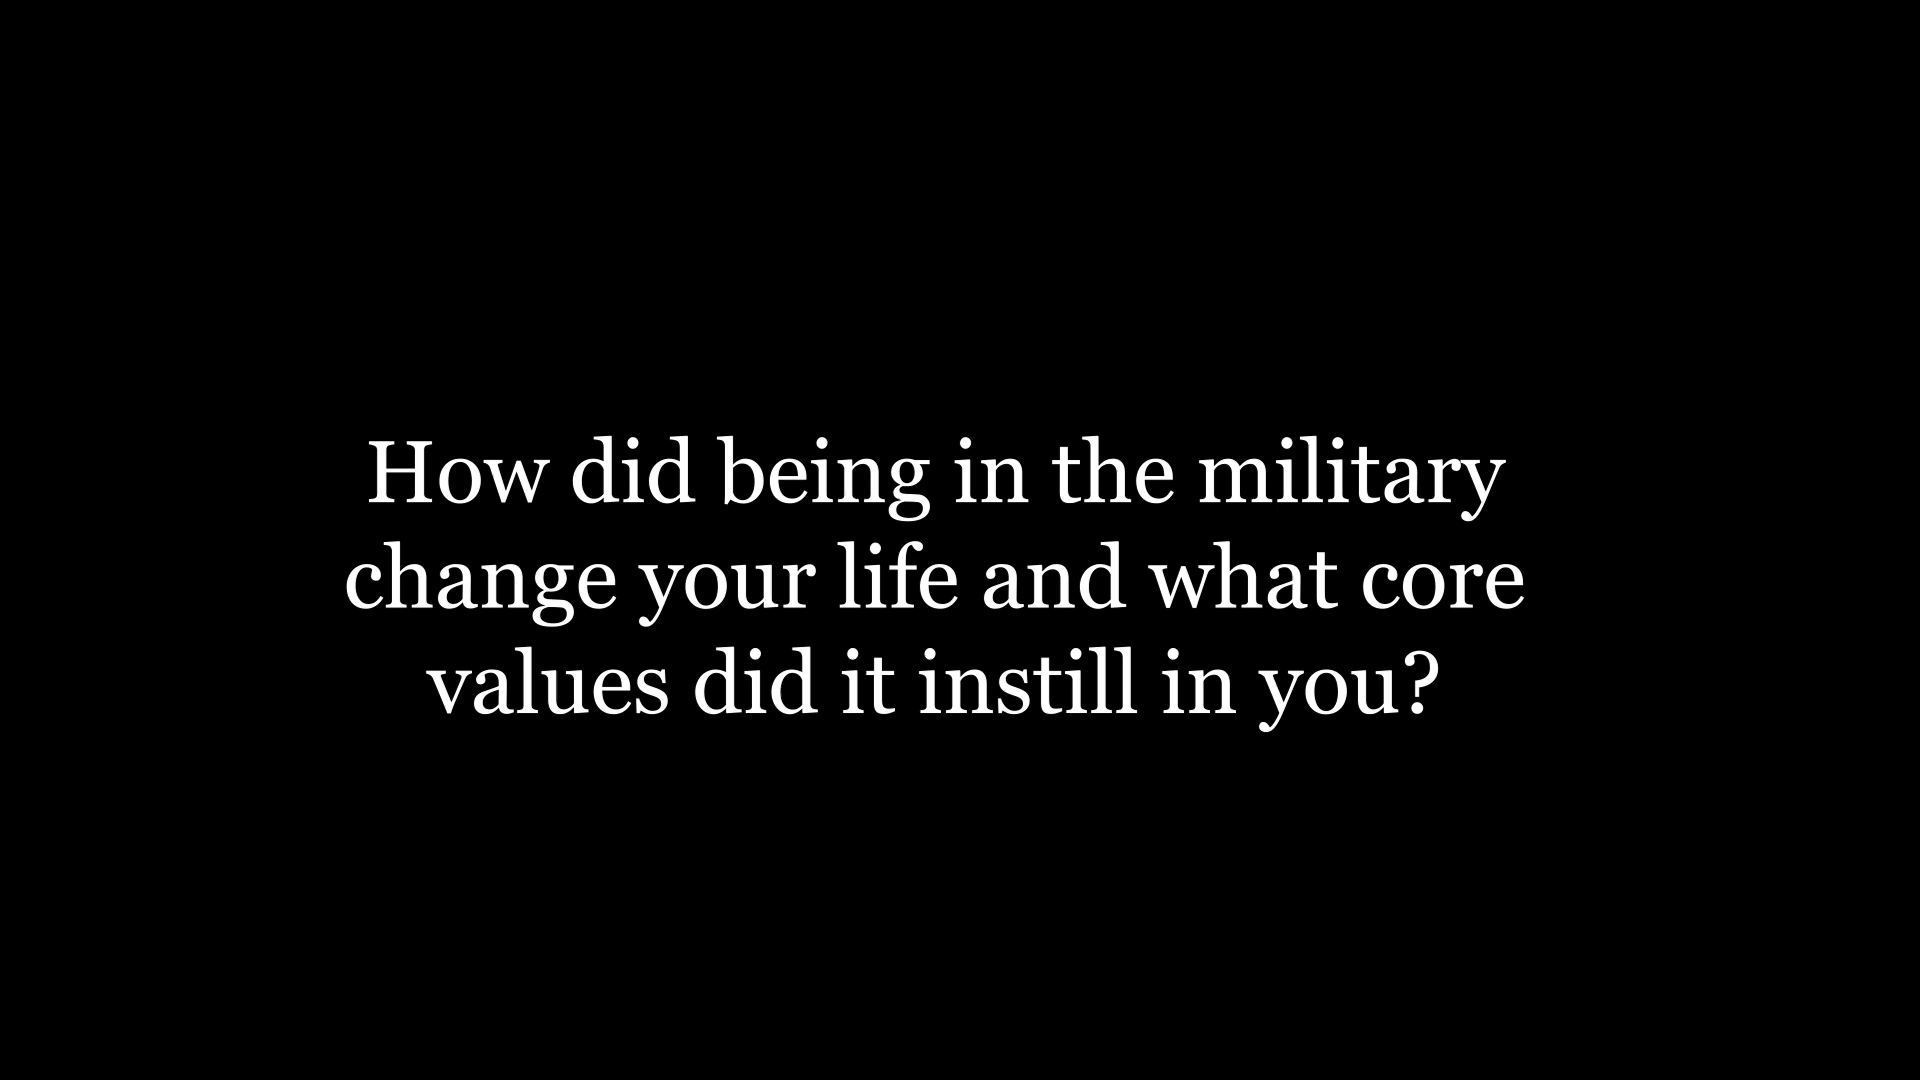 How did being in the military
change your life and what core
values did it instill in you?